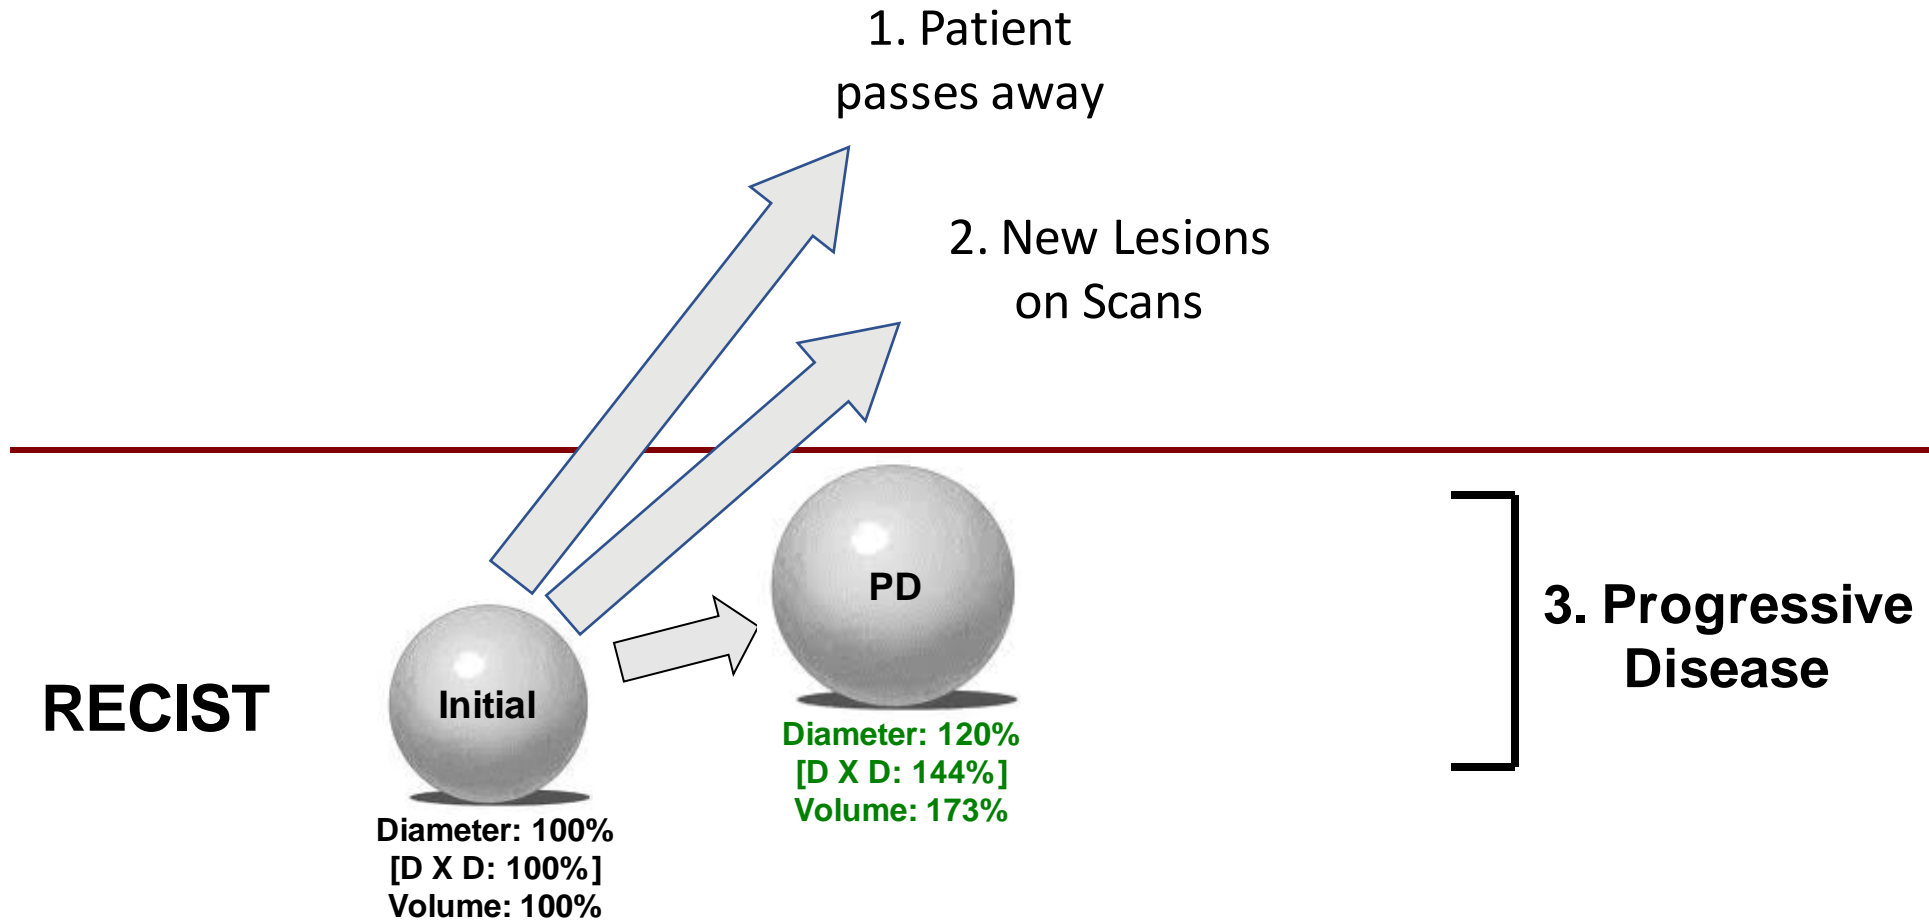 1. Patient
passes away
2. New Lesions
on Scans
PD
3. Progressive
Disease
RECIST
Initial
Diameter: 120%
[D X D: 144%]
Volume: 173%
Diameter: 100%
[D X D: 100%]
Volume: 100%